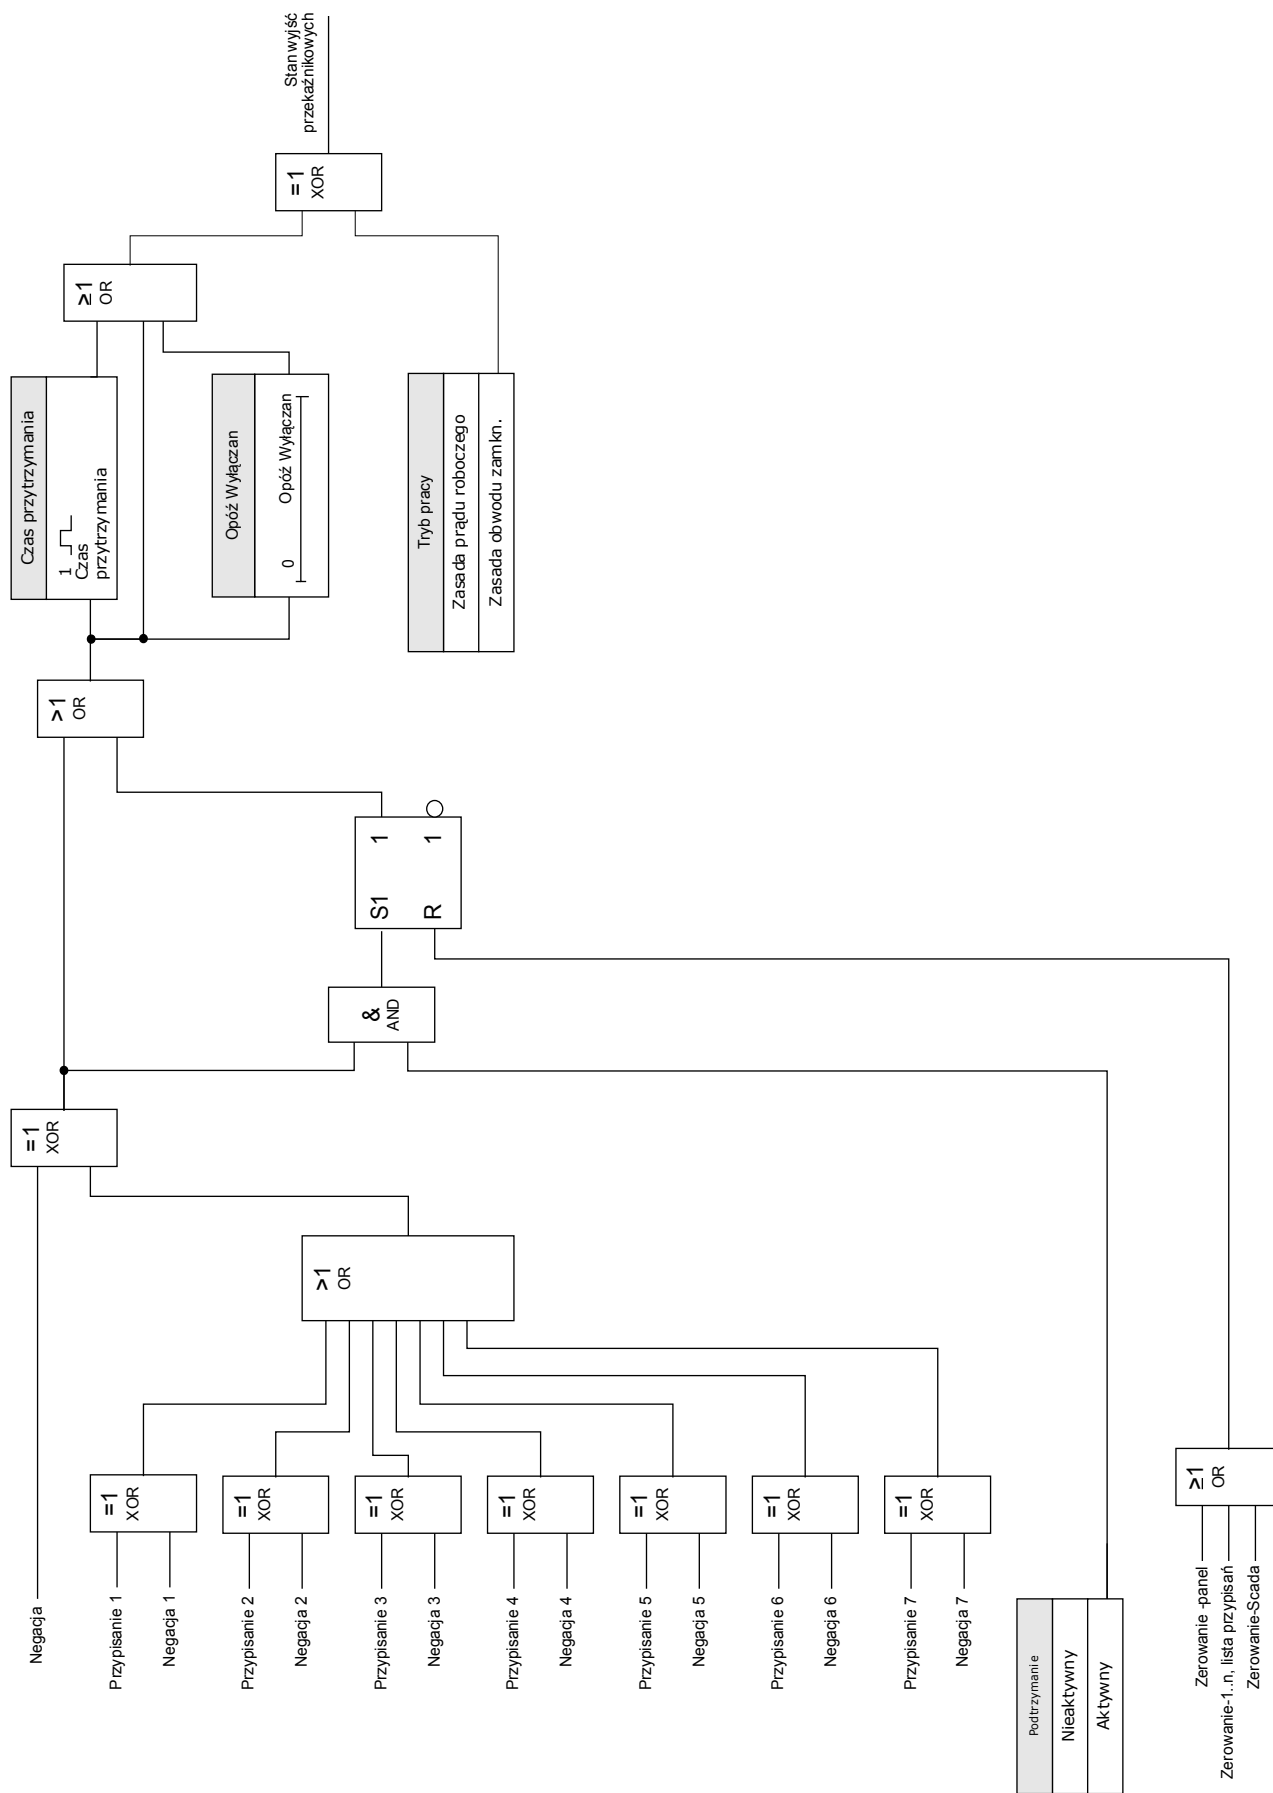 Negacja
Przypisanie 1
Negacja 1
Przypisanie 2
Negacja 2
Przypisanie 3
Negacja 3
Przypisanie 4
Negacja 4
Przypisanie 5
Negacja 5
Przypisanie 6
Negacja 6
Przypisanie 7
Negacja 7
Podtrzymanie
Nieaktywny
Aktywny
Zerowanie -panel
Zerowanie-1..n, lista przypisań
Zerowanie-Scada
=1
XOR
=1
XOR
=1
XOR
=1
XOR
=1
XOR
=1
XOR
=1
XOR
≥1
OR
>1
OR
=1
XOR
&
AND
S1
1
R
1
>1
OR
Czas przytrzymania
1
Czas
przytrzymania
Opóź Wyłączan
0
Opóź Wyłączan
Tryb pracy
Zasada prądu roboczego
Zasada obwodu zamkn.
≥1
OR
=1
XOR
Stan wyjść
przekaźnikowych